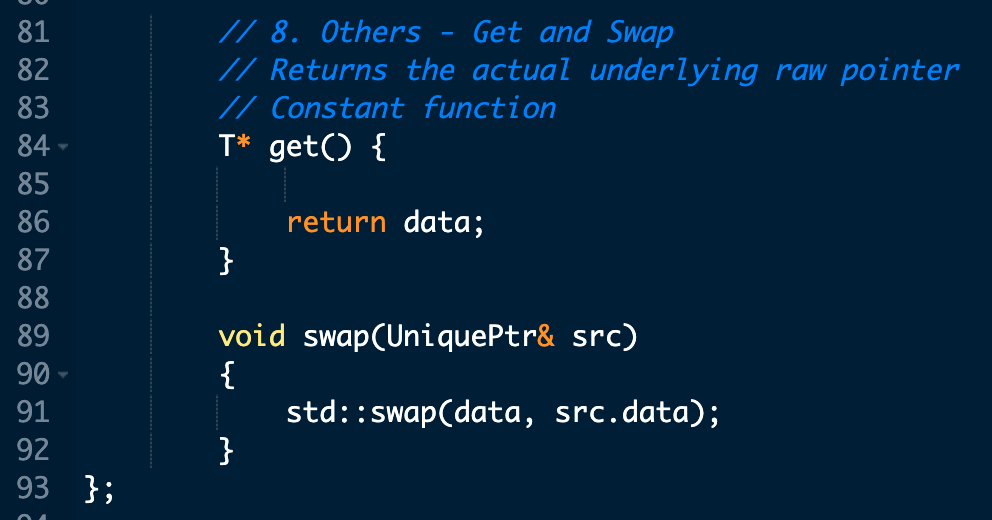 81 // 8. Others - Get and Swap
82 // Returns the actual underlying raw pointer
83 // Constant function
84 T* get() {
85
86 return data;
87 }
88
89 void swap(UniquePtr& src)
90 {
91 std::swap(data, src.data);
92 }
93 };